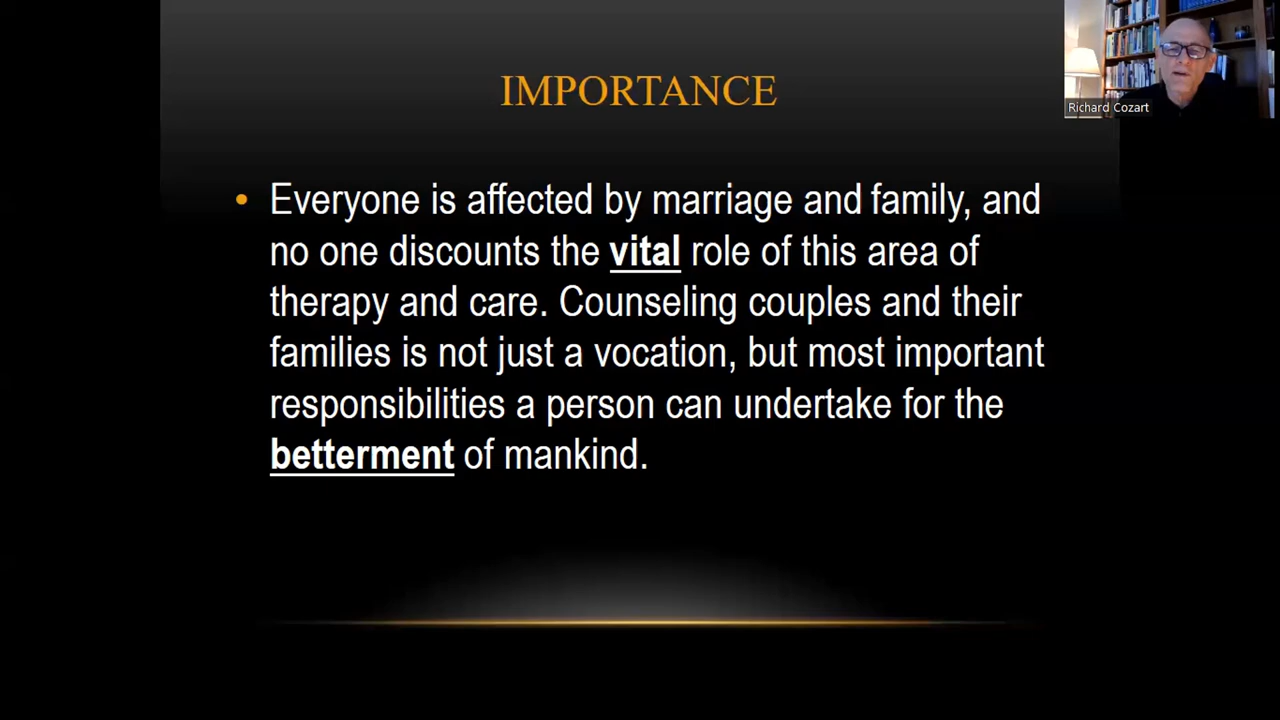 IMPORTANCE
Richard Cozart
• Everyone is affected by marriage and family, and
no one discounts the vital role of this area of
therapy and care. Counseling couples and their
families is not just a vocation, but most important
responsibilities a person can undertake for the
betterment of mankind.